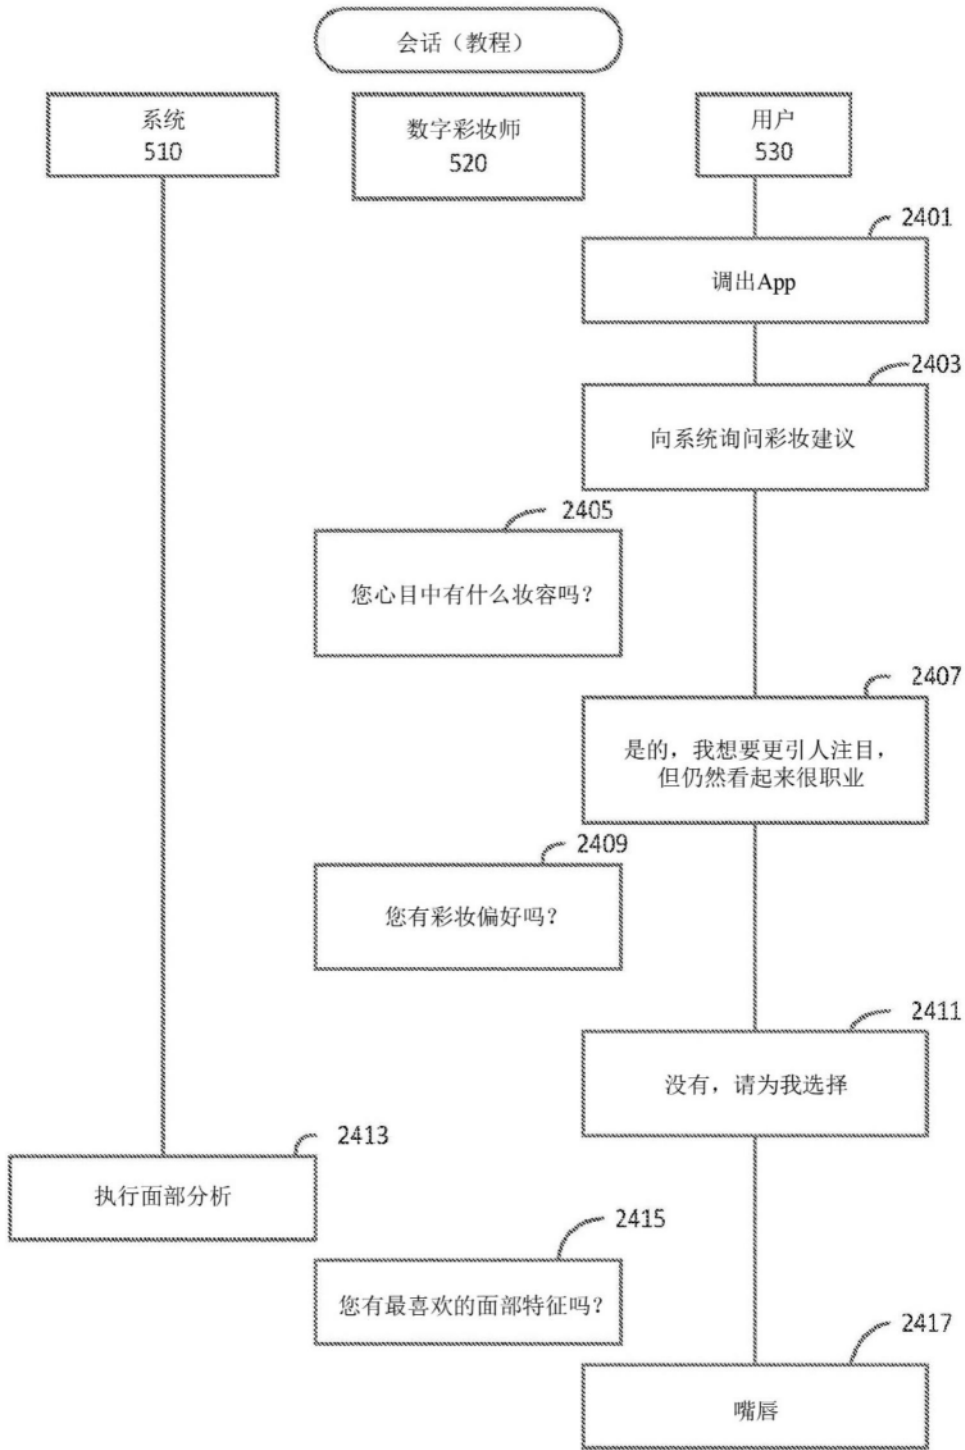 会话（教程）
系统
510
数字彩妆师
520
用户
530
2401
调出App
2403
向系统询问彩妆建议
2405
您心目中有什么妆容吗？
2407
是的，我想要更引人注目，
但仍然看起来很职业
2409
您有彩妆偏好吗？
2411
没有，请为我选择
2413
执行面部分析
2415
您有最喜欢的面部特征吗？
2417
嘴唇